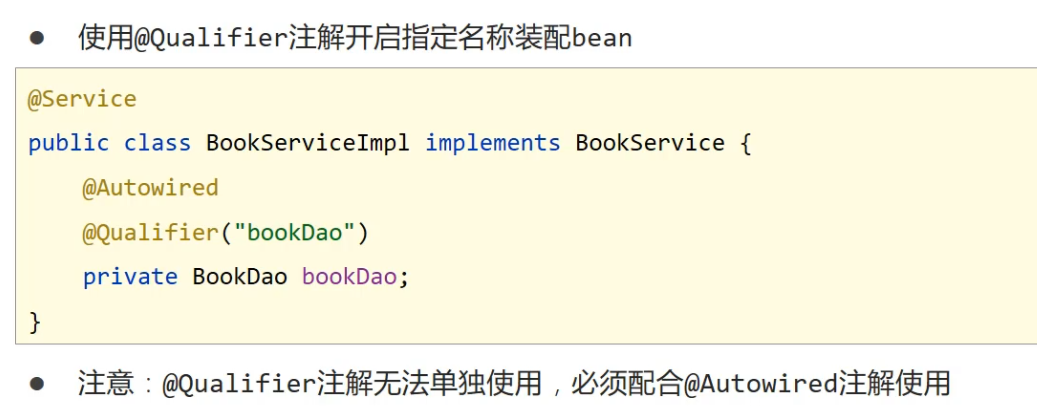 ● 使用@Qualifier注解开启指定名称装配bean
@Service
public class BookServiceImpl implements BookService {
    @Autowired
    @Qualifier("bookDao")
    private BookDao bookDao;
}
● 注意：@Qualifier注解无法单独使用，必须配合@Autowired注解使用